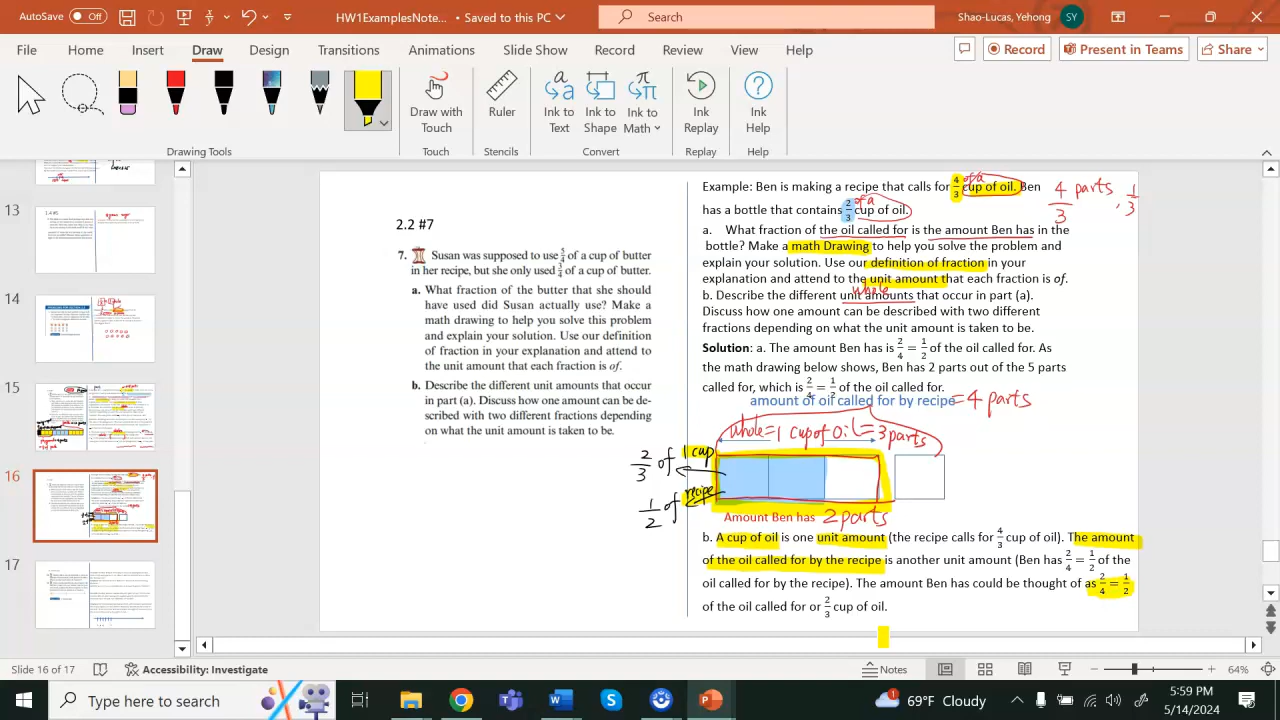 AutoSave Off HW1ExamplesNote... • Saved to this PC Search Shao-Lucas, Yehong SY
File Home Insert Draw Design Transitions Animations Slide Show Record Review View Help Record Present in Teams Share
Draw with Touch Ruler Ink to Text Ink to Shape Ink to Math Ink Replay Ink Help
Drawing Tools Touch Stencils Convert Replay Help
13
14
15
16
17
2.2 #7
7. Susan was supposed to use 5/4 of a cup of butter
in her recipe, but she only used 3/4 of a cup of butter.
a. What fraction of the butter that she should
have used did Susan actually use? Make a
math drawing to help you solve this problem
and explain your solution. Use our definition
of fraction in your explanation and attend to
the unit amount that each fraction is of.
b. Describe the different unit amounts that occur
in part (a). Discuss how one amount can be de-
scribed with two different fractions depending
on what the unit amount is taken to be.
of a
Example: Ben is making a recipe that calls for 4/3 cup of oil. Ben
4/3 parts, 1/3
of a
has a bottle that contains 2/3 cup of oil.
a. What fraction of the oil called for is the amount Ben has in the
bottle? Make a math Drawing to help you solve the problem and
explain your solution. Use our definition of fraction in your
explanation and attend to the unit amount that each fraction is of.
whole
b. Describe the different unit amounts that occur in part (a).
Discuss how one amount can be described with two different
fractions depending on what the unit amount is taken to be.
Solution: a. The amount Ben has is 2/4 = 1/2 of the oil called for. As
the math drawing below shows, Ben has 2 parts out of the 5 parts
called for, which is 2/4 = 1/2 of the oil called for.
amount of oil called for by recipe = 4 parts
whole = 1 cup of oil = 3 parts
2/3 of 1 cup
1/2 of recipe
Amount Ben has 2 parts
b. A cup of oil is one unit amount (the recipe calls for 4/3 cup of oil). The amount
of the oil called for by the recipe is another unit amount (Ben has 2/4 = 1/2 of the
oil called for by the recipe). The amount Ben has could be thought of as 2/4 = 1/2
of the oil called for or 2/3 cup of oil.
Slide 16 of 17 Accessibility: Investigate Notes 64%
Type here to search 1 69°F Cloudy 5:59 PM
5/14/2024